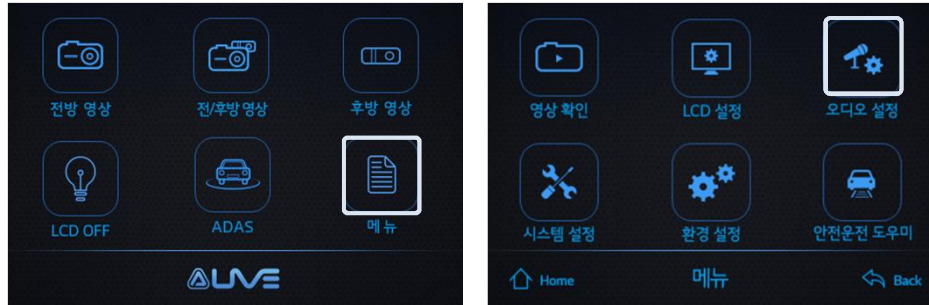 전방 영상 전/후방 영상 후방 영상
LCD OFF ADAS 메뉴
ALIVE
영상 확인 LCD 설정 오디오 설정
시스템 설정 환경 설정 안전운전 도우미
Home 메뉴 Back